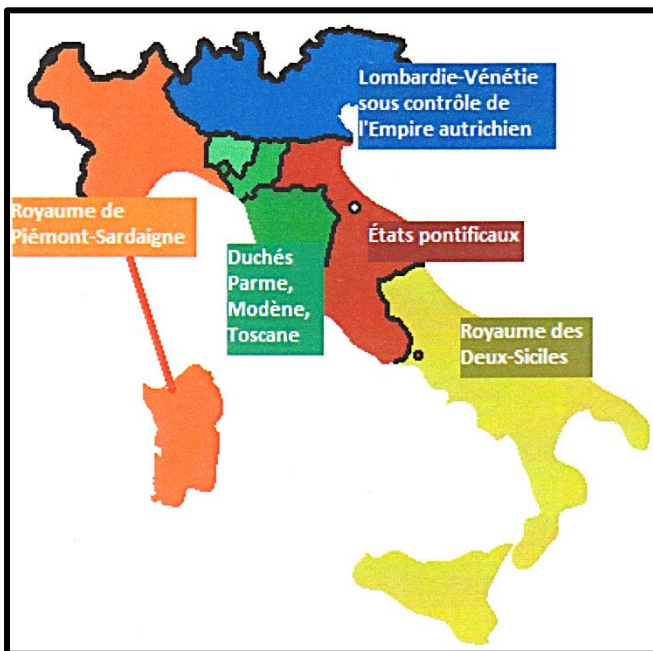 Lombardie-Vénétie
sous contrôle de
l'Empire autrichien
Royaume de
Piémont-Sardaigne
Duchés
Parme,
Modène,
Toscane
États pontificaux
Royaume des
Deux-Siciles